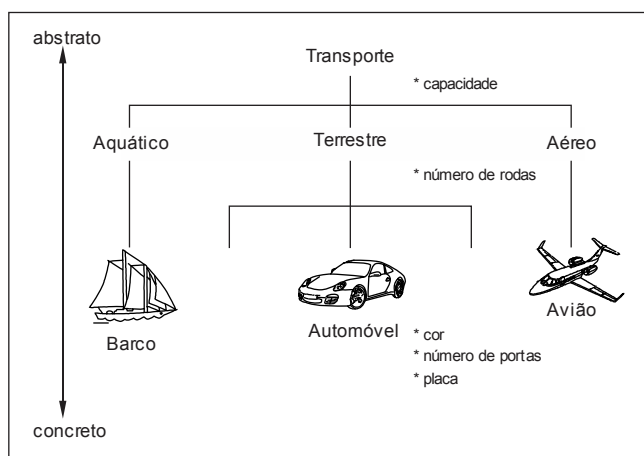 abstrato
Transporte
* capacidade
Aquático
Terrestre
Aéreo
* número de rodas
Barco
Automóvel
Avião
* cor
* número de portas
* placa
concreto